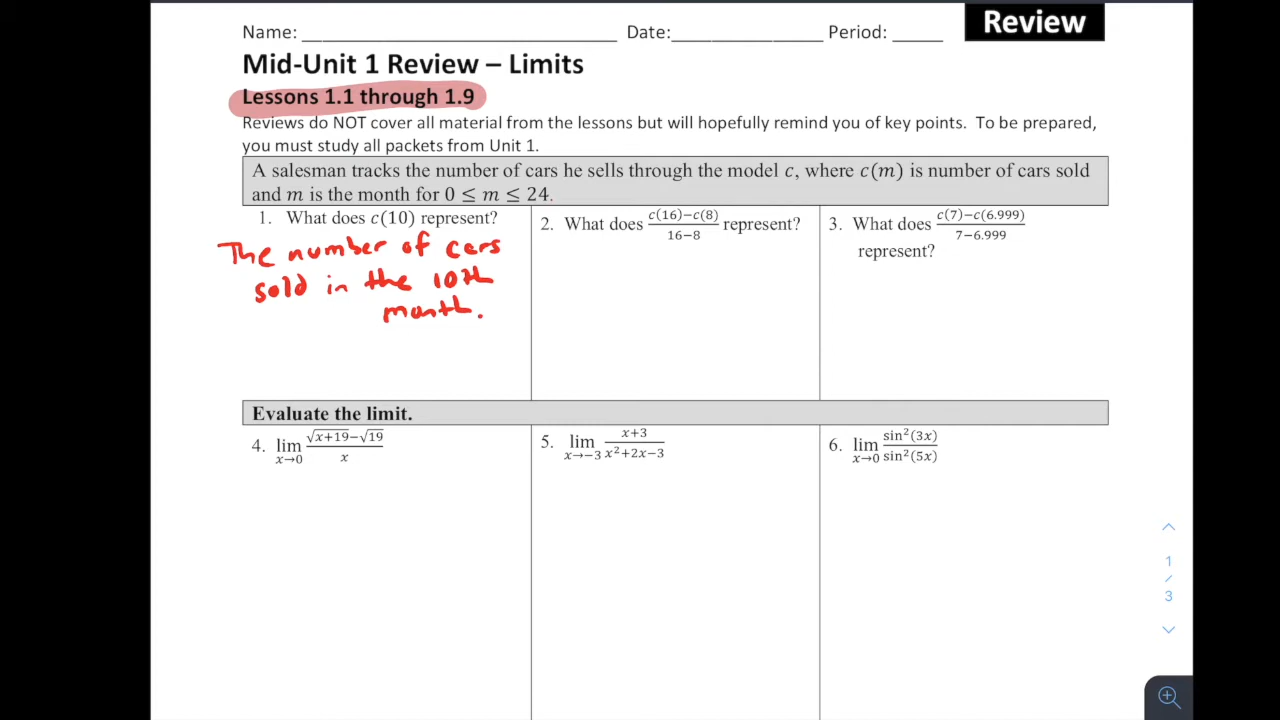 Review
Name: ____________________________ Date:______________ Period: _____
Mid-Unit 1 Review – Limits
Lessons 1.1 through 1.9
Reviews do NOT cover all material from the lessons but will hopefully remind you of key points. To be prepared,
you must study all packets from Unit 1.
A salesman tracks the number of cars he sells through the model c, where c(m) is number of cars sold
and m is the month for 0 ≤ m ≤ 24.
1. What does c(10) represent?
The number of cars
sold in the 10th
month.
2. What does (c(16)−c(8))/(16−8) represent?
3. What does (c(7)−c(6.999))/(7−6.999)
represent?
Evaluate the limit.
4. lim x→0 (√(x+19)−√19)/x
5. lim x→−3 (x+3)/(x²+2x−3)
6. lim x→0 sin²(3x)/sin²(5x)
1
/
3